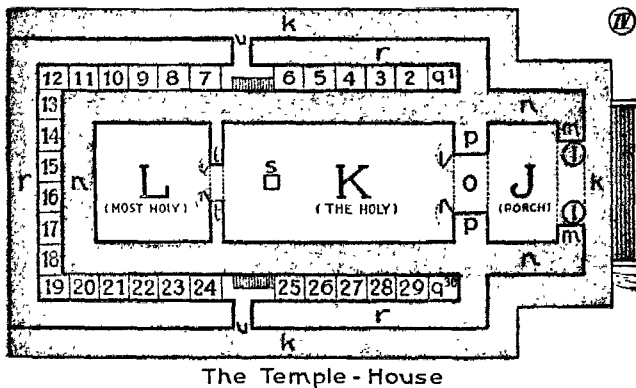 IV
k
u
r
12 11 10 9 8 7 6 5 4 3 2 q1
13
n
m
14
p
l
l
15
S
r
n
L
K
O
J
k
(MOST HOLY)
(THE HOLY)
(PORCH)
16
17
p
m
18
n
19 20 21 22 23 24 25 26 27 28 29 q30
r
u
k
The Temple-House